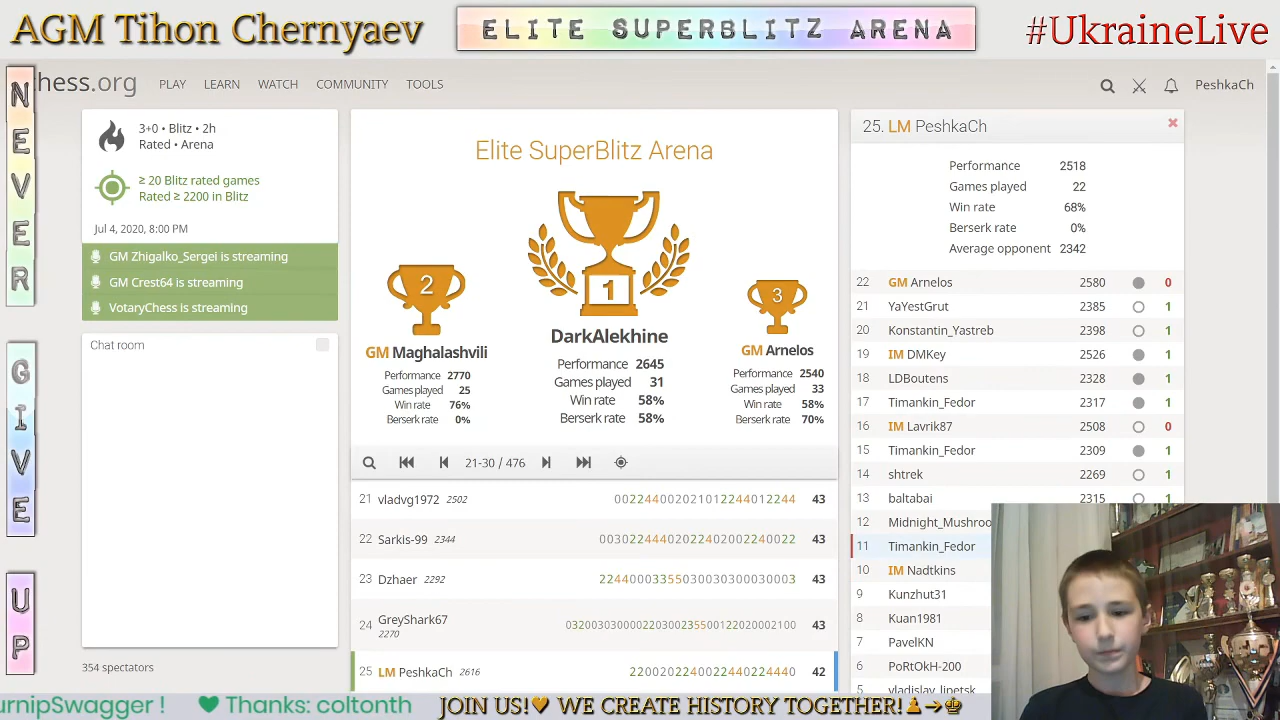 AGM Tihon Chernyaev
ELITE SUPERBLITZ ARENA
#UkraineLive
NEVER
GIVE
UP
hess.org
PLAY LEARN WATCH COMMUNITY TOOLS
PeshkaCh
3+0 • Blitz • 2h
Rated • Arena
≥ 20 Blitz rated games
Rated ≥ 2200 in Blitz
Jul 4, 2020, 8:00 PM
GM Zhigalko_Sergei is streaming
GM Crest64 is streaming
VotaryChess is streaming
Chat room
354 spectators
Elite SuperBlitz Arena
2
GM Maghalashvili
Performance 2770
Games played 25
Win rate 76%
Berserk rate 0%
1
DarkAlekhine
Performance 2645
Games played 31
Win rate 58%
Berserk rate 58%
3
GM Arnelos
Performance 2540
Games played 33
Win rate 58%
Berserk rate 70%
21-30 / 476
21 vladvg1972 2502 00224400202101224401224 4 43
22 Sarkis-99 2344 43
23 Dzhaer 2292 43
24 GreyShark67 2270 43
25 LM PeshkaCh 2616 42
25. LM PeshkaCh
Performance 2518
Games played 22
Win rate 68%
Berserk rate 0%
Average opponent 2342
22 GM Arnelos 2580 0
21 YaYestGrut 2385 1
20 Konstantin_Yastreb 2398 1
19 IM DMKey 2526 1
18 LDBoutens 2328 1
17 Timankin_Fedor 2317 1
16 IM Lavrik87 2508 0
15 Timankin_Fedor 2309 1
14 shtrek 2269 1
13 baltabai 2315 1
12 Midnight_Mushroo
11 Timankin_Fedor
10 IM Nadtkins
9 Kunzhut31
8 Kuan1981
7 PavelKN
6 PoRtOkH-200
5 vladislav_lipetsk
urnipSwagger ! Thanks: coltonth JOIN US! WE CREATE HISTORY TOGETHER!